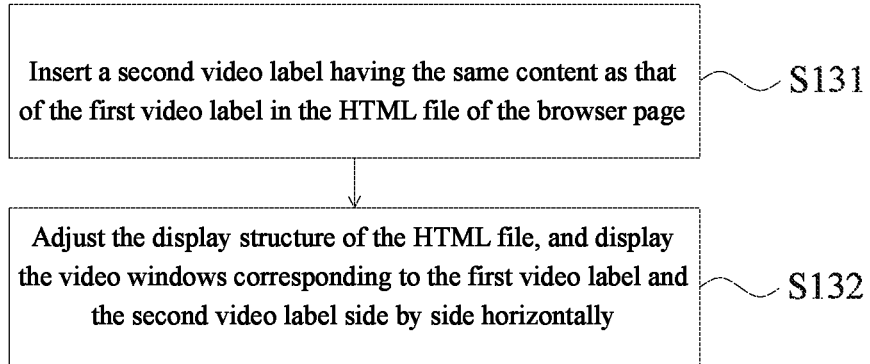 Insert a second video label having the same content as that
of the first video label in the HTML file of the browser page
S131
Adjust the display structure of the HTML file, and display
the video windows corresponding to the first video label and
the second video label side by side horizontally
S132